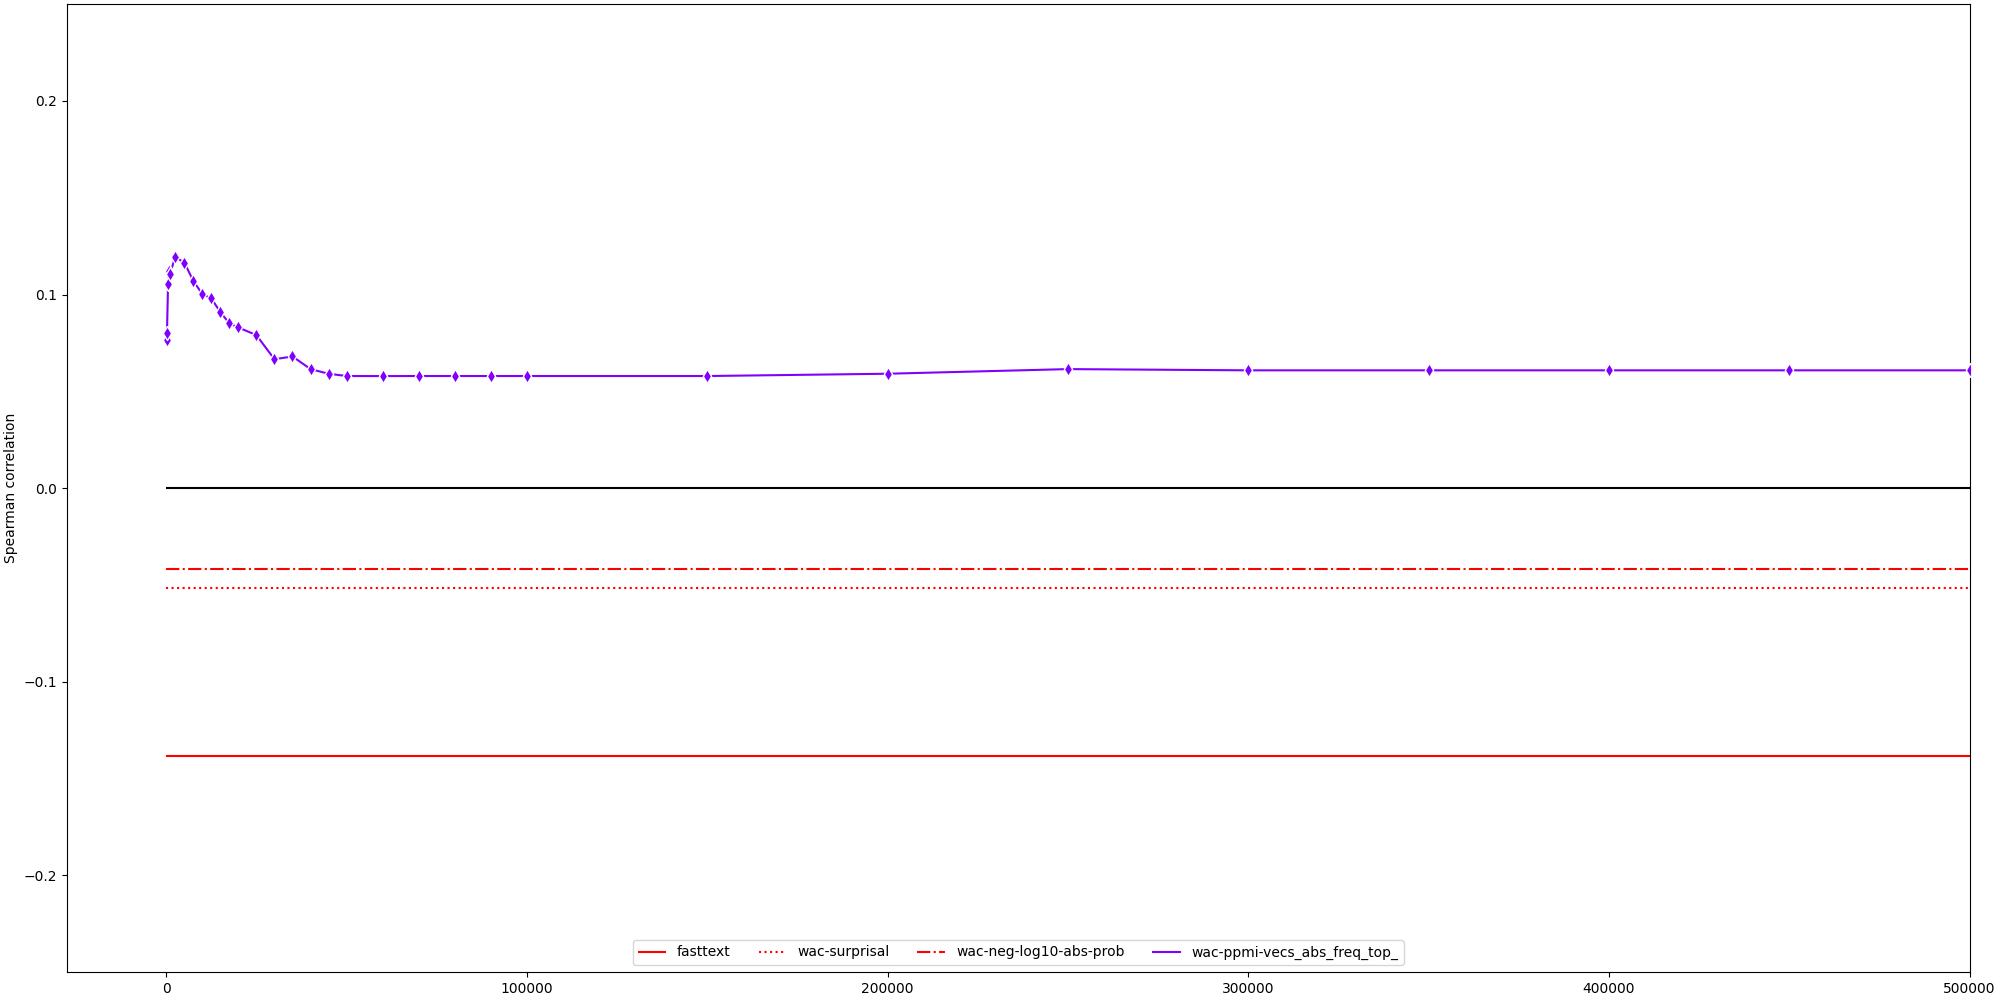 0.2
0.1
0.0
−0.1
−0.2
Spearman correlation
fasttext wac-surprisal wac-neg-log10-abs-prob wac-ppmi-vecs_abs_freq_top_
0 100000 200000 300000 400000 500000